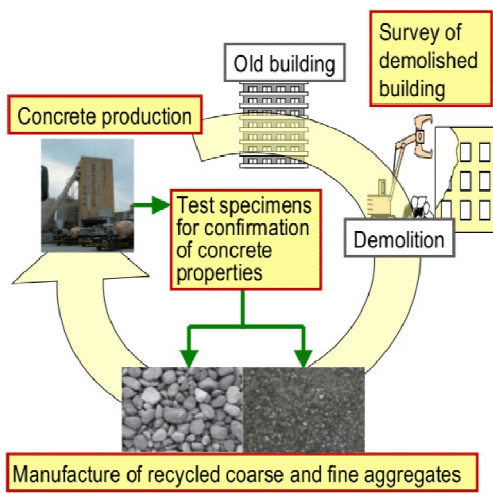 Survey of
demolished
building
Old building
Concrete production
Test specimens
for confirmation
of concrete
properties
Demolition
Manufacture of recycled coarse and fine aggregates